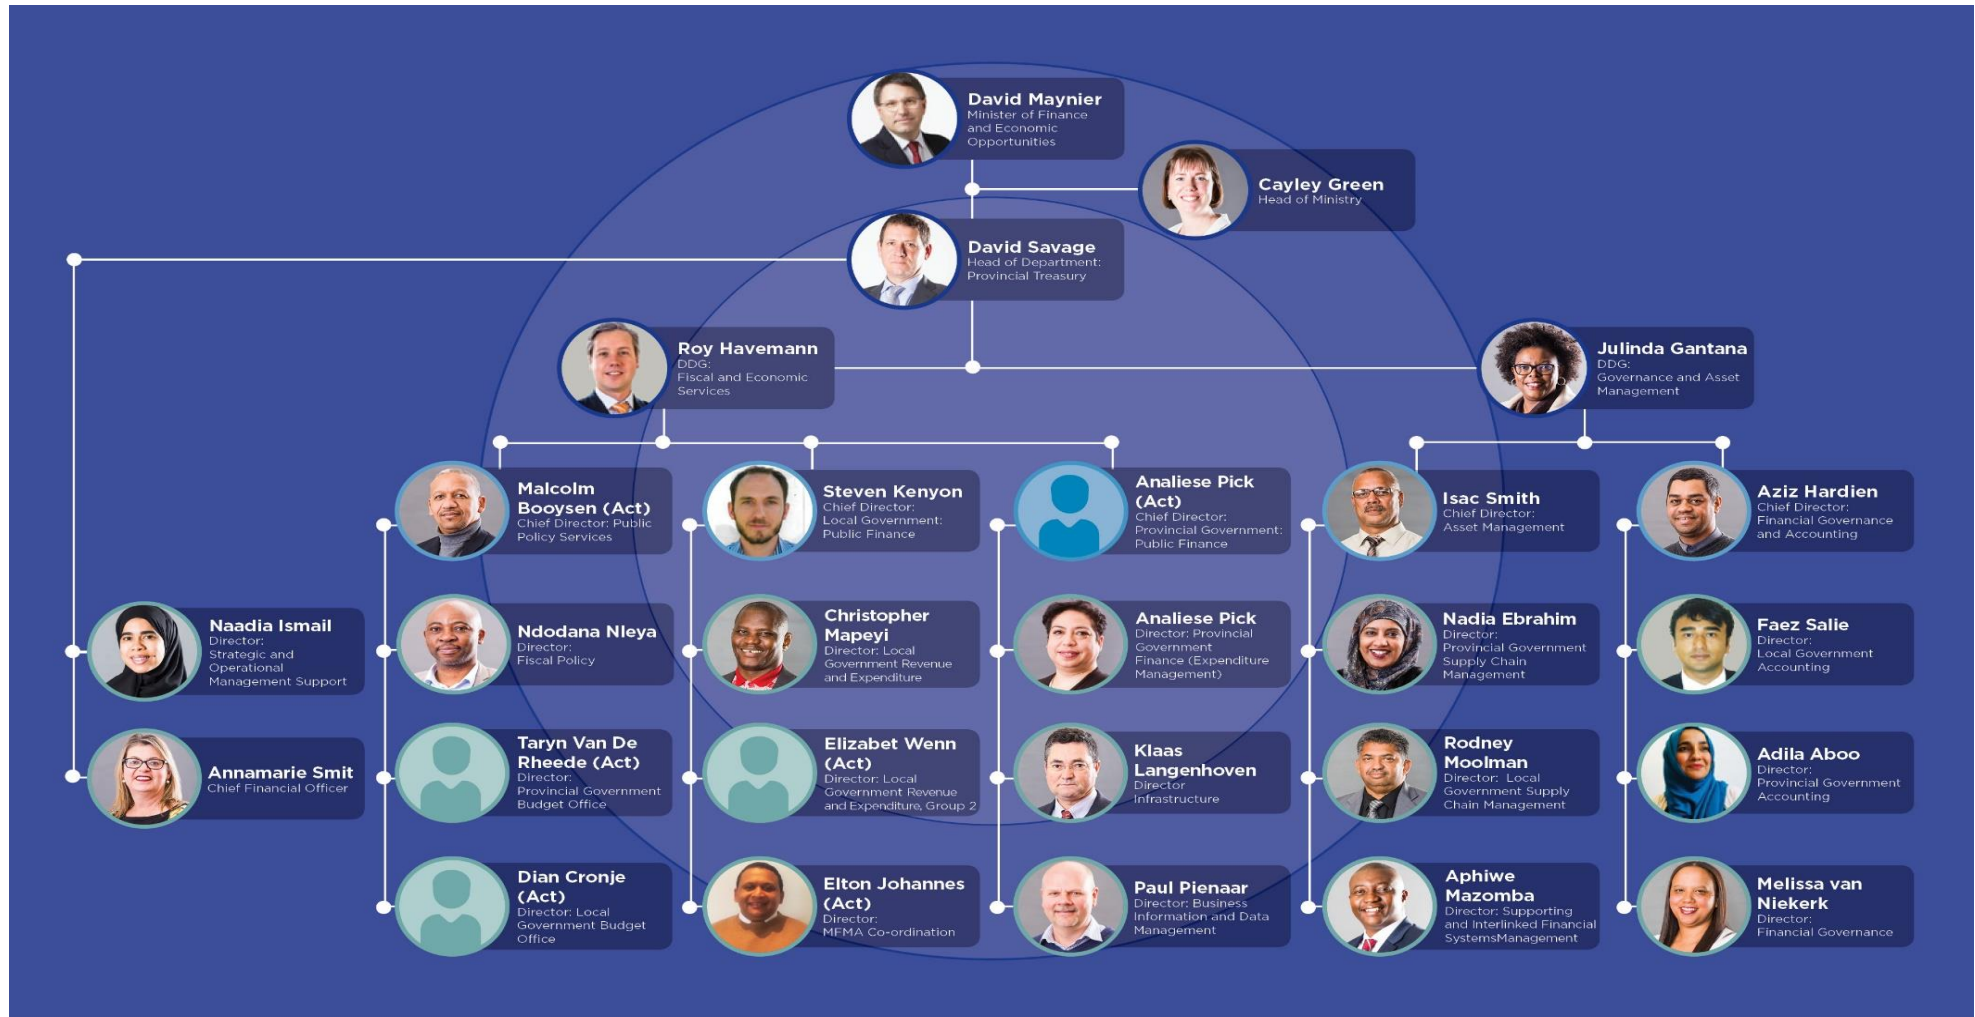 David Maynier
Minister of Finance
and Economic
Opportunities
Cayley Green
Head of Ministry
David Savage
Head of Department:
Provincial Treasury
Roy Havemann
DDG:
Fiscal and Economic
Services
Julinda Gantana
DDG:
Governance and Asset
Management
Malcolm
Booysen (Act)
Chief Director: Public
Policy Services
Steven Kenyon
Chief Director:
Local Government:
Public Finance
Analiese Pick
(Act)
Chief Director:
Provincial Government:
Public Finance
Isac Smith
Chief Director:
Asset Management
Aziz Hardien
Chief Director:
Financial Governance
and Accounting
Naadia Ismail
Director:
Strategic and
Operational
Management Support
Ndodana Nleya
Director:
Fiscal Policy
Christopher
Mapeyi
Director: Local
Government Revenue
and Expenditure
Analiese Pick
Director: Provincial
Government
Finance (Expenditure
Management)
Nadia Ebrahim
Director:
Provincial Government
Supply Chain
Management
Faez Salie
Director:
Local Government
Accounting
Annamarie Smit
Chief Financial Officer
Taryn Van De
Rheede (Act)
Director:
Provincial Government
Budget Office
Elizabet Wenn
(Act)
Director: Local
Government Revenue
and Expenditure, Group 2
Klaas
Langenhoven
Director
Infrastructure
Rodney
Moolman
Director: Local
Government Supply
Chain Management
Adila Aboo
Director:
Provincial Government
Accounting
Dian Cronje
(Act)
Director: Local
Government Budget
Office
Elton Johannes
(Act)
Director:
MFMA Co-ordination
Paul Pienaar
Director: Business
Information and Data
Management
Aphiwe
Mazomba
Director: Supporting
and Interlinked Financial
SystemsManagement
Melissa van
Niekerk
Director:
Financial Governance